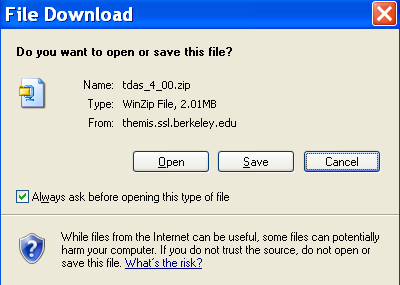 File Download
Do you want to open or save this file?
Name: tdas_4_00.zip
Type: WinZip File, 2.01MB
From: themis.ssl.berkeley.edu
Open Save Cancel
Always ask before opening this type of file
While files from the Internet can be useful, some files can potentially
harm your computer. If you do not trust the source, do not open or
save this file. What's the risk?